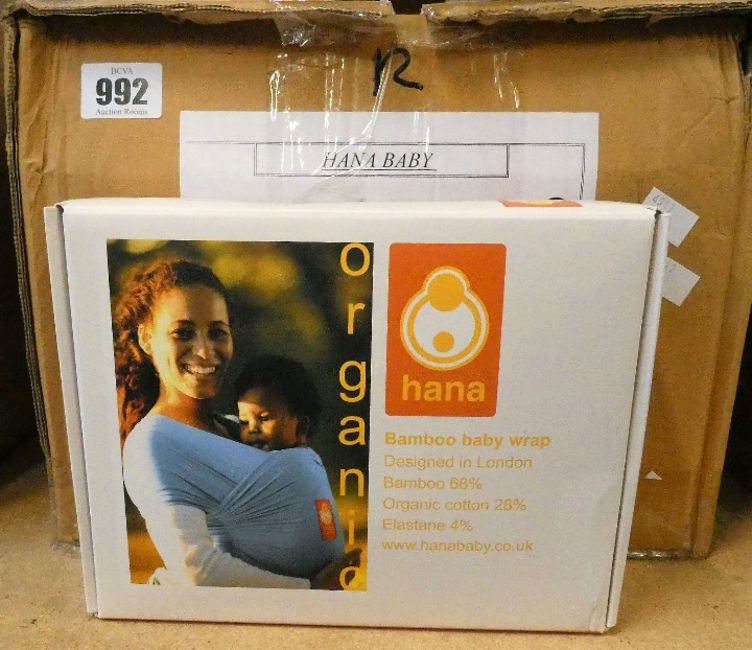 BCVA
992
Auction Rooms
12
HANA BABY
organic
hana
Bamboo baby wrap
Designed in London
Bamboo 68%
Organic cotton 28%
Elastane 4%
www.hanababy.co.uk